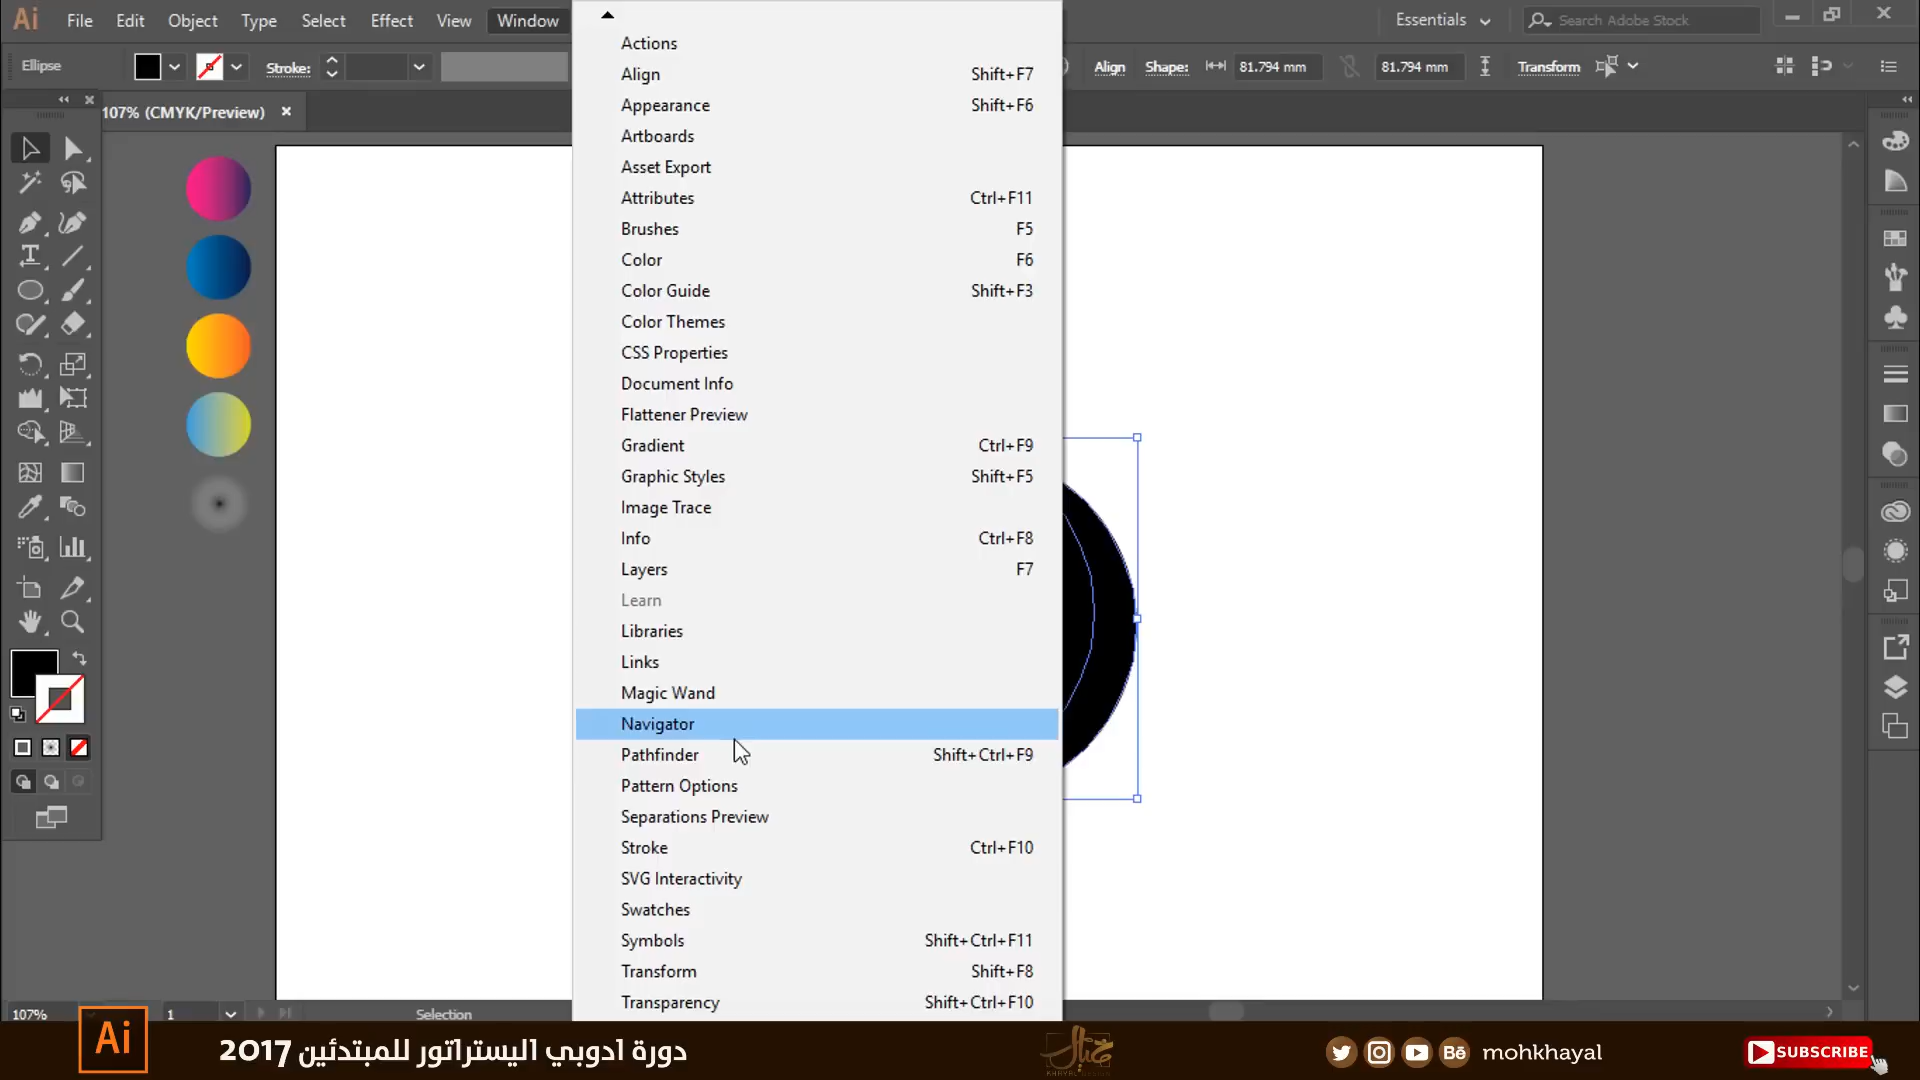 Ai File Edit Object Type Select Effect View Window Essentials Search Adobe Stock
Ellipse Stroke: Align Shape: 81.794 mm 81.794 mm Transform
107% (CMYK/Preview)
Actions
Align Shift+F7
Appearance Shift+F6
Artboards
Asset Export
Attributes Ctrl+F11
Brushes F5
Color F6
Color Guide Shift+F3
Color Themes
CSS Properties
Document Info
Flattener Preview
Gradient Ctrl+F9
Graphic Styles Shift+F5
Image Trace
Info Ctrl+F8
Layers F7
Learn
Libraries
Links
Magic Wand
Navigator
Pathfinder Shift+Ctrl+F9
Pattern Options
Separations Preview
Stroke Ctrl+F10
SVG Interactivity
Swatches
Symbols Shift+Ctrl+F11
Transform Shift+F8
Transparency Shift+Ctrl+F10
107% 1 Selection
Ai
دورة ادوبي اليستراتور للمبتدئين 2017
Bē mohkhayal
SUBSCRIBE